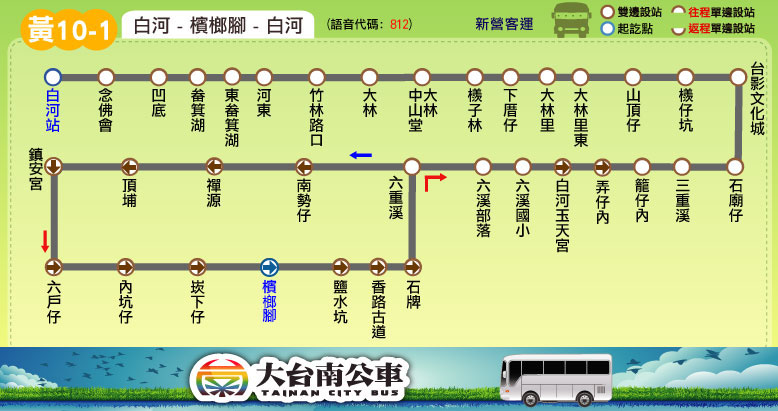 黃10-1
白河 - 檳榔腳 - 白河
（語音代碼：812）
新營客運
雙邊設站
往程單邊設站
起訖點
返程單邊設站
白河站
念佛會
凹底
畚箕湖
東畚箕湖
河東
竹林路口
大林
大林中山堂
檨子林
下厝仔
大林里
大林里東
山頂仔
檨仔坑
台影文化城
鎮安宮
頂埔
禪源
南勢仔
六重溪
六溪部落
六溪國小
白河玉天宮
弄仔內
籠仔內
三重溪
石廟仔
六戶仔
內坑仔
崁下仔
檳榔腳
鹽水坑
香路古道
石牌
大台南公車
TAINAN CITY BUS